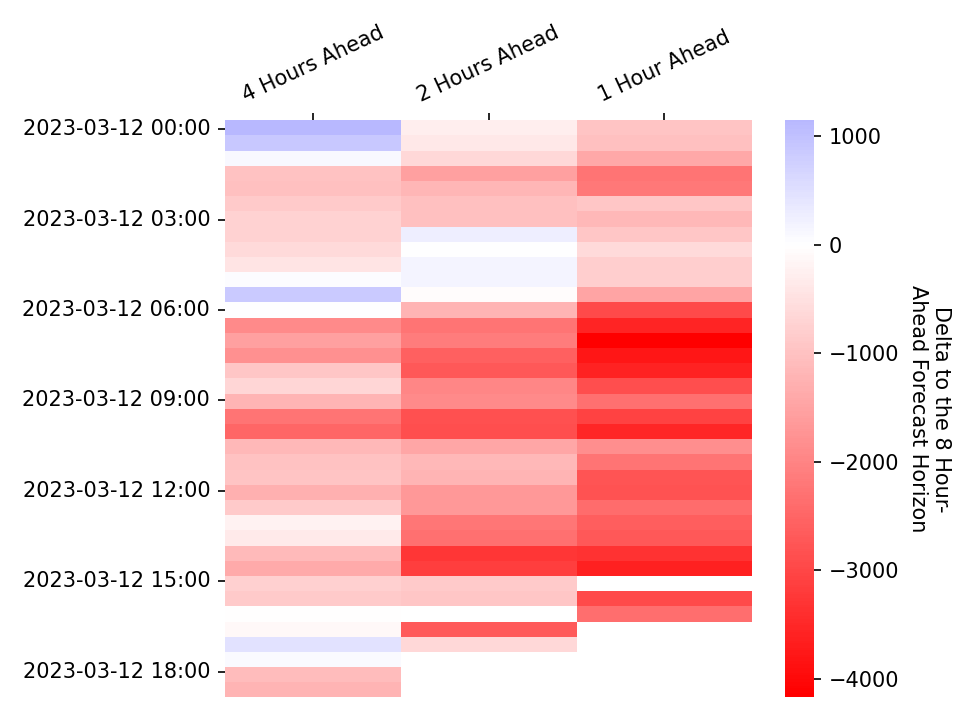 4 Hours Ahead
2 Hours Ahead
1 Hour Ahead
2023-03-12 00:00
2023-03-12 03:00
2023-03-12 06:00
2023-03-12 09:00
2023-03-12 12:00
2023-03-12 15:00
2023-03-12 18:00
1000
0
−1000
−2000
−3000
−4000
Delta to the 8 Hour-
Ahead Forecast Horizon